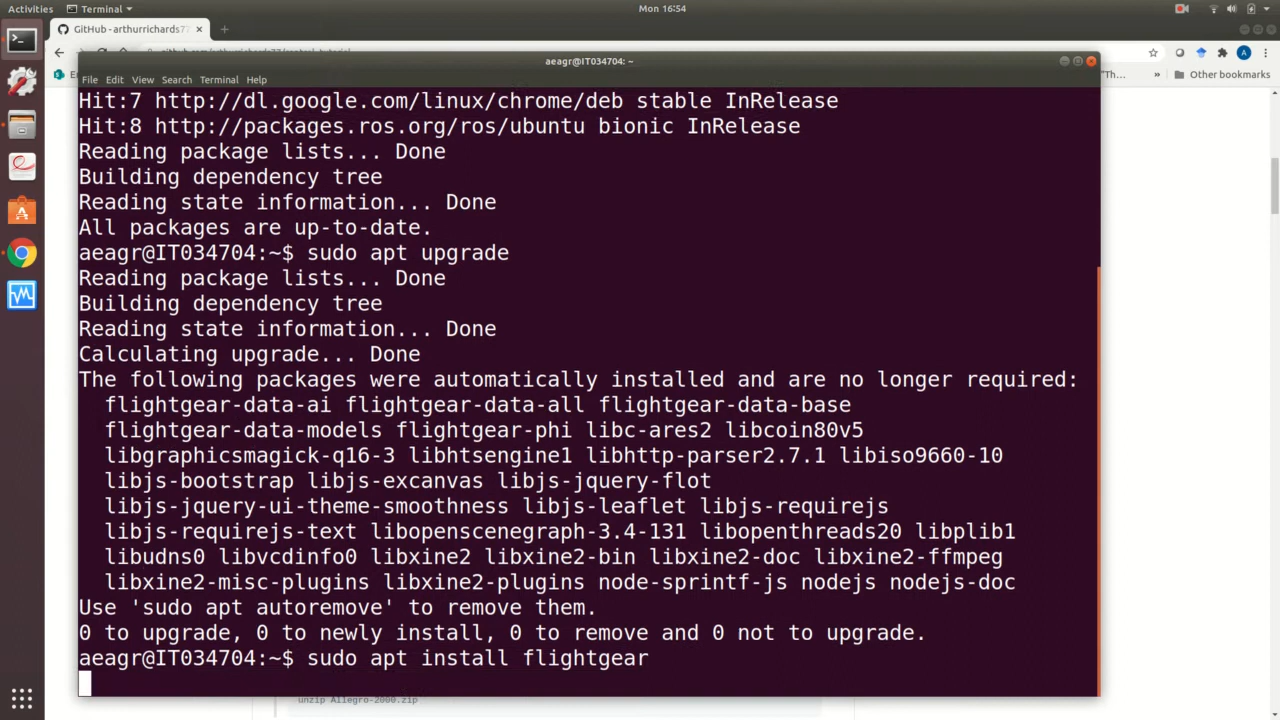 Activities
Terminal
Mon 16:54
GitHub - arthurrichards77
aeagr@IT034704: ~
"Th...
»
Other bookmarks
File Edit View Search Terminal Help
Hit:7 http://dl.google.com/linux/chrome/deb stable InRelease
Hit:8 http://packages.ros.org/ros/ubuntu bionic InRelease
Reading package lists... Done
Building dependency tree
Reading state information... Done
All packages are up-to-date.
aeagr@IT034704:~$ sudo apt upgrade
Reading package lists... Done
Building dependency tree
Reading state information... Done
Calculating upgrade... Done
The following packages were automatically installed and are no longer required:
flightgear-data-ai flightgear-data-all flightgear-data-base
flightgear-data-models flightgear-phi libc-ares2 libcoin80v5
libgraphicsmagick-q16-3 libhtsengine1 libhttp-parser2.7.1 libiso9660-10
libjs-bootstrap libjs-excanvas libjs-jquery-flot
libjs-jquery-ui-theme-smoothness libjs-leaflet libjs-requirejs
libjs-requirejs-text libopenscenegraph-3.4-131 libopenthreads20 libplib1
libudns0 libvcdinfo0 libxine2 libxine2-bin libxine2-doc libxine2-ffmpeg
libxine2-misc-plugins libxine2-plugins node-sprintf-js nodejs nodejs-doc
Use 'sudo apt autoremove' to remove them.
0 to upgrade, 0 to newly install, 0 to remove and 0 not to upgrade.
aeagr@IT034704:~$ sudo apt install flightgear
unzip Allegro-2000.zip